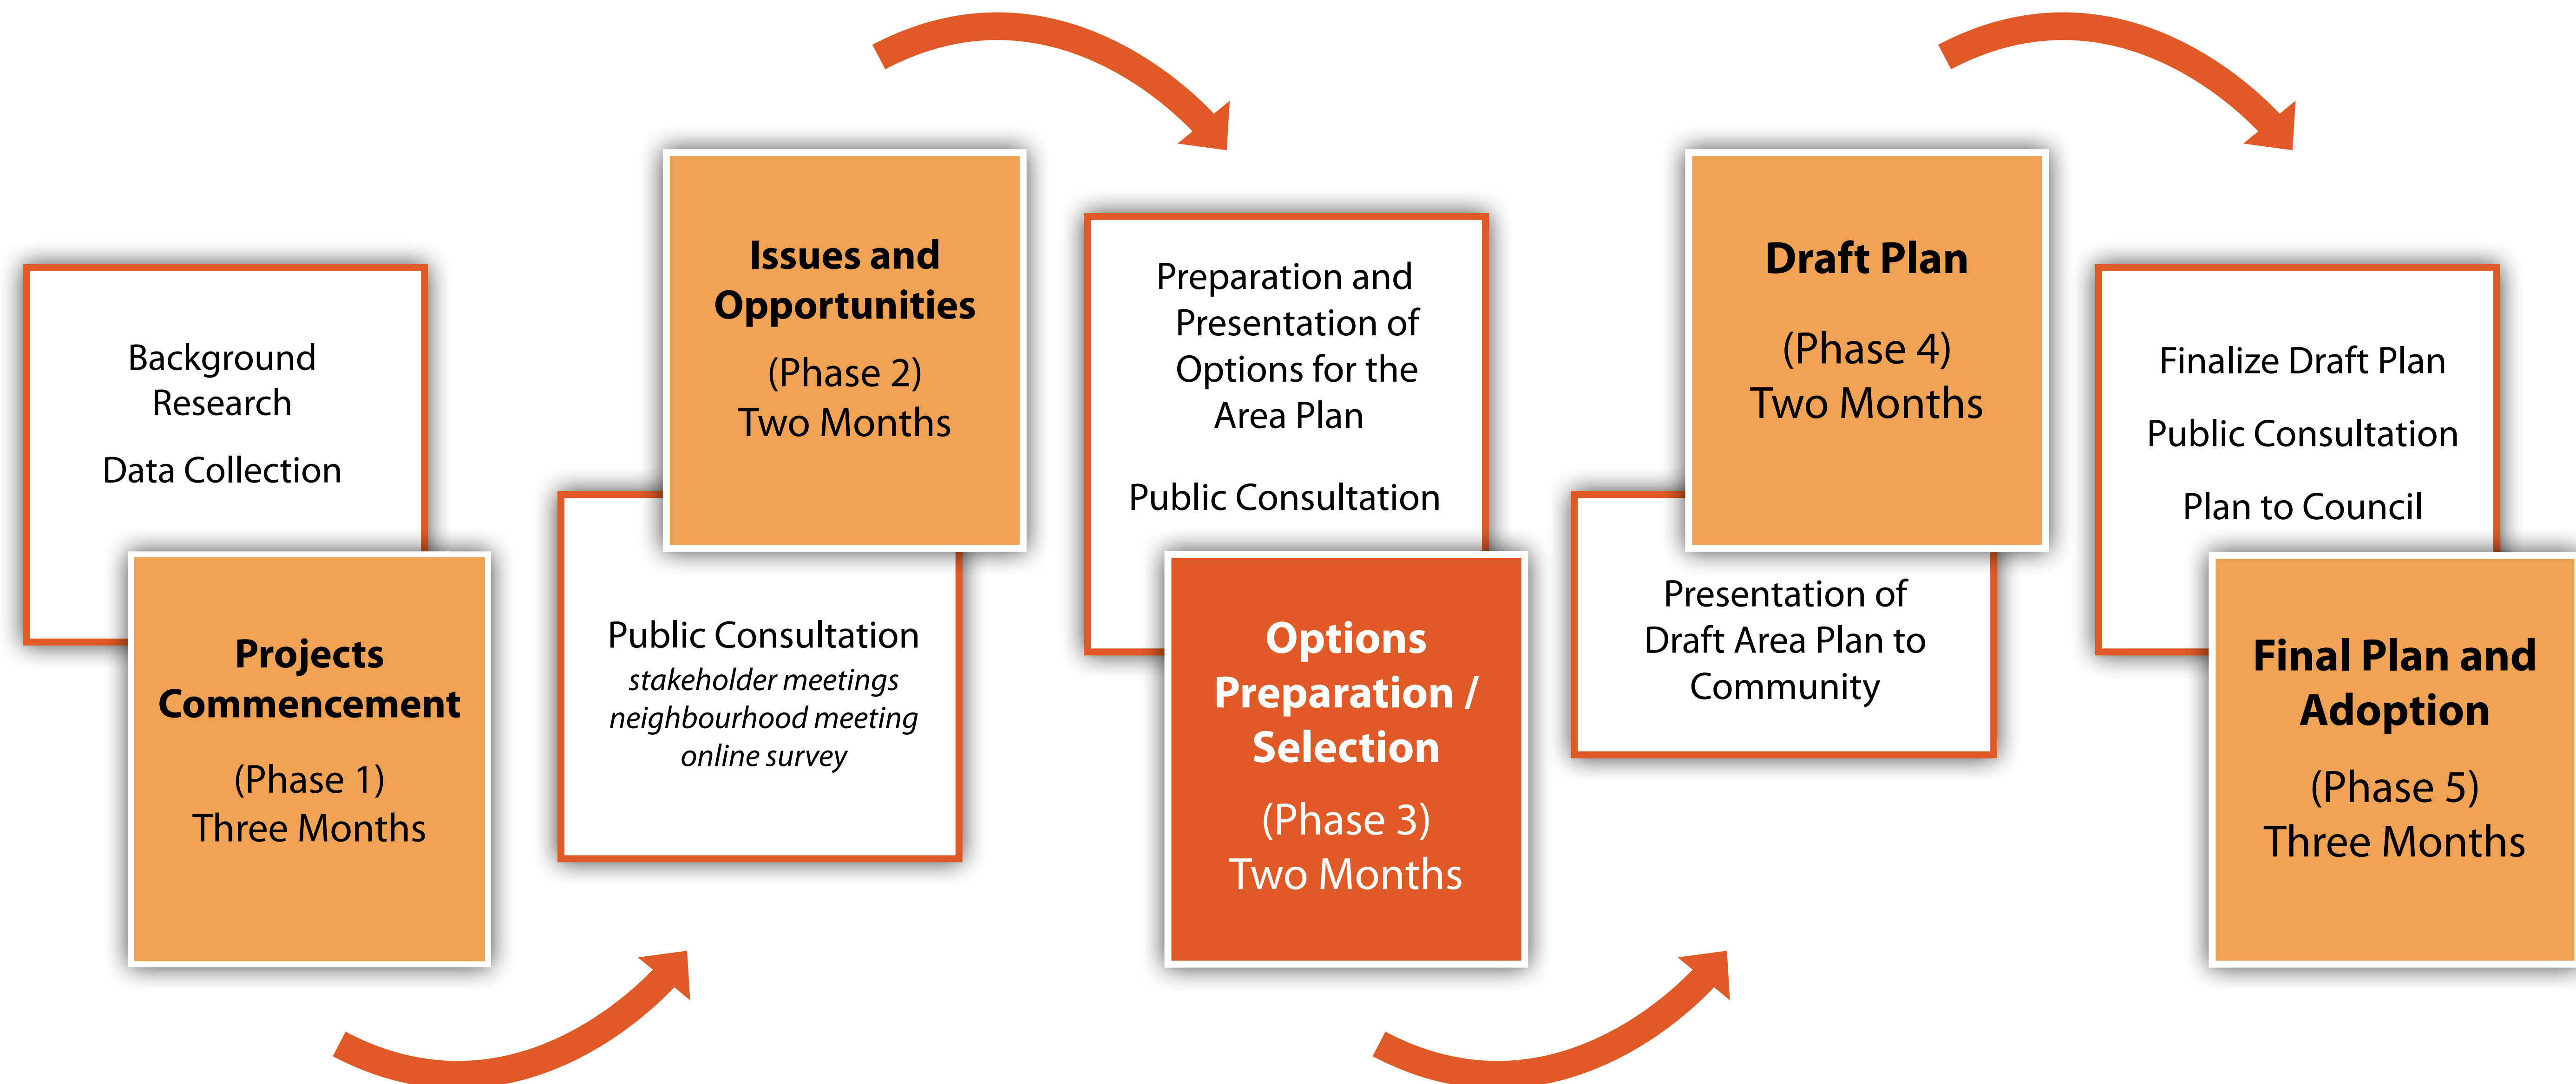 Background
Research
Data Collection
Projects
Commencement
(Phase 1)
Three Months
Issues and
Opportunities
(Phase 2)
Two Months
Public Consultation
stakeholder meetings
neighbourhood meeting
online survey
Preparation and
Presentation of
Options for the
Area Plan
Public Consultation
Options
Preparation /
Selection
(Phase 3)
Two Months
Draft Plan
(Phase 4)
Two Months
Presentation of
Draft Area Plan to
Community
Finalize Draft Plan
Public Consultation
Plan to Council
Final Plan and
Adoption
(Phase 5)
Three Months